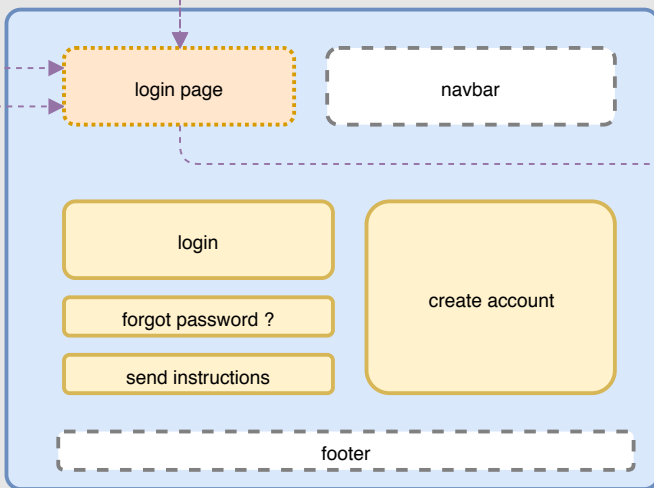 login page
navbar
login
create account
forgot password ?
send instructions
footer